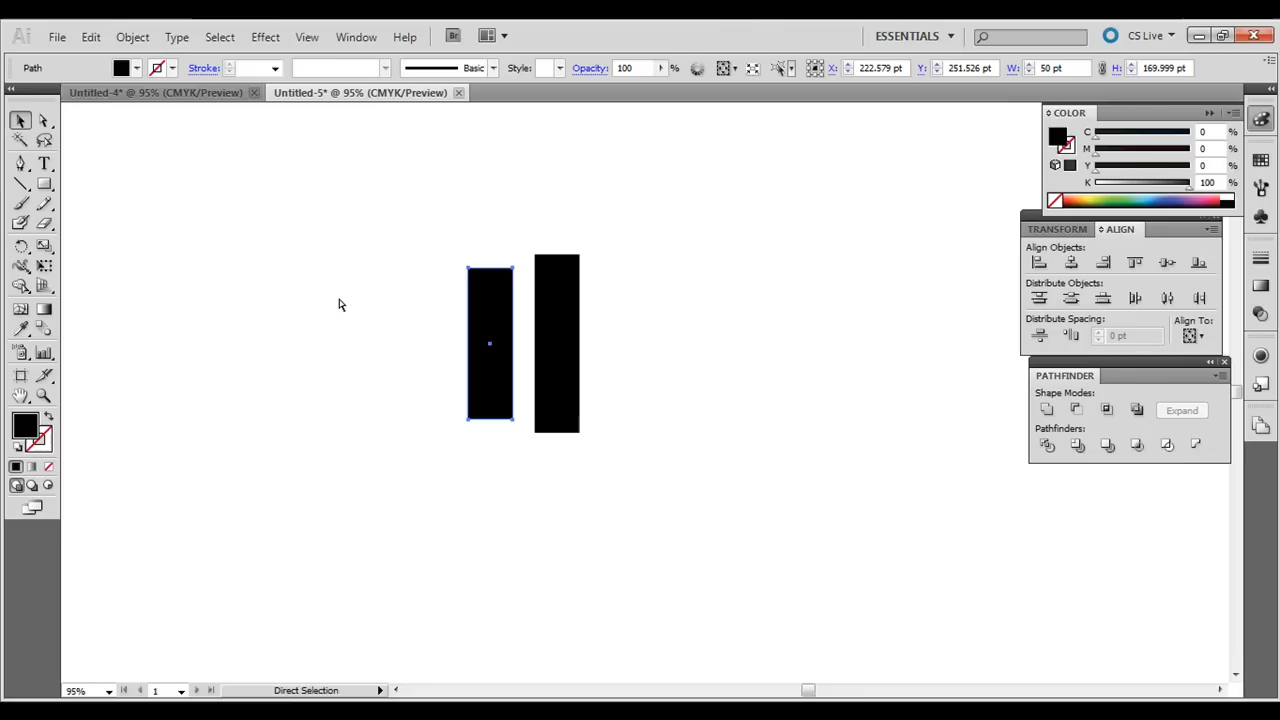 Ai File Edit Object Type Select Effect View Window Help Br ESSENTIALS CS Live
Path Stroke: Basic Style: Opacity: 100 % X: 222.579 pt Y: 251.526 pt W: 50 pt H: 169.999 pt
Untitled-4* @ 95% (CMYK/Preview) Untitled-5* @ 95% (CMYK/Preview)
COLOR
C 0 %
M 0 %
Y 0 %
K 100 %
TRANSFORM ALIGN
Align Objects:
Distribute Objects:
Distribute Spacing: Align To:
0 pt
PATHFINDER
Shape Modes:
Expand
Pathfinders:
95% 1 Direct Selection